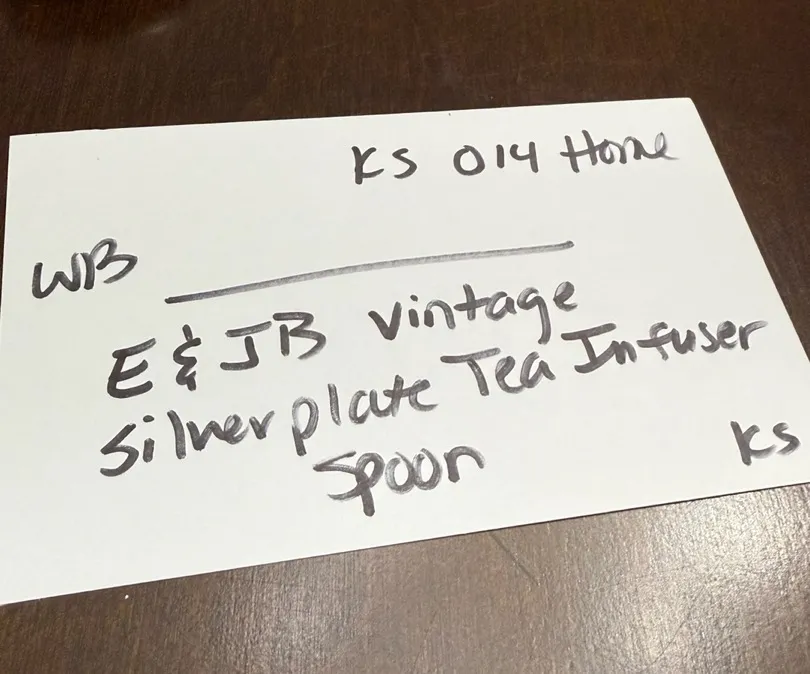 KS 014 Home
WB
E & JB vintage
Silverplate Tea Infuser
Spoon
KS